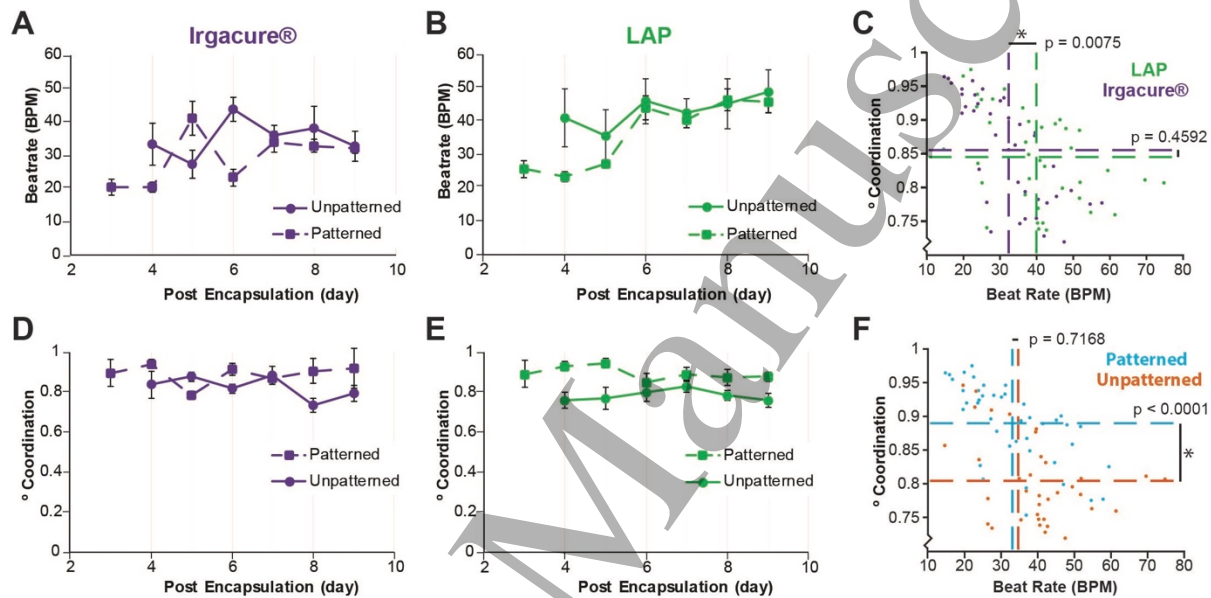 A
Irgacure®
Beatrate (BPM)
60
50
40
30
20
10
0
Unpatterned
Patterned
2
4
6
8
10
Post Encapsulation (day)
B
LAP
Beatrate (BPM)
60
50
40
30
20
10
0
Unpatterned
Patterned
2
4
6
8
10
Post Encapsulation (day)
C
*
p = 0.0075
LAP
Irgacure®
p = 0.4592
º Coordination
1
0.95
0.9
0.85
0.8
0.75
10
20
30
40
50
60
70
80
Beat Rate (BPM)
D
º Coordination
1
0.8
0.6
0.4
0.2
0
Patterned
Unpatterned
2
4
6
8
10
Post Encapsulation (day)
E
º Coordination
1
0.8
0.6
0.4
0.2
0
Patterned
Unpatterned
2
4
6
8
10
Post Encapsulation (day)
F
p = 0.7168
Patterned
Unpatterned
p < 0.0001
*
º Coordination
1
0.95
0.9
0.85
0.8
0.75
10
20
30
40
50
60
70
80
Beat Rate (BPM)
Manusc